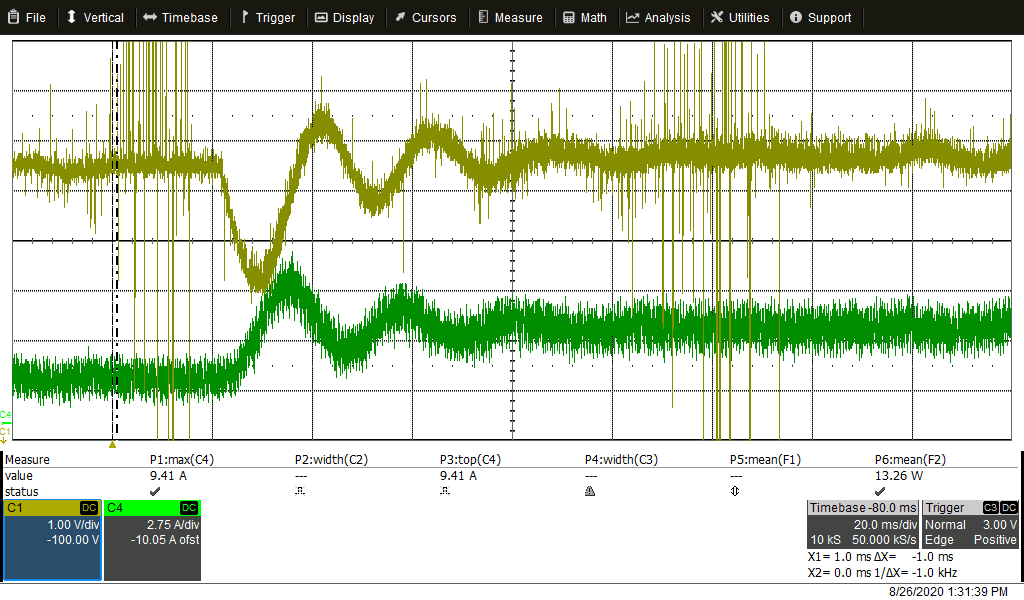 File Vertical Timebase Trigger Display Cursors Measure Math Analysis Utilities Support
C4
C1
Measure P1:max(C4) P2:width(C2) P3:top(C4) P4:width(C3) P5:mean(F1) P6:mean(F2)
value 9.41 A --- 9.41 A --- --- 13.26 W
status
C1 DC C4 DC Timebase -80.0 ms Trigger C3 DC
1.00 V/div 2.75 A/div 20.0 ms/div Normal 3.00 V
-100.00 V -10.05 A ofst 10 kS 50.000 kS/s Edge Positive
X1= 1.0 ms ΔX= -1.0 ms
X2= 0.0 ms 1/ΔX= -1.0 kHz
8/26/2020 1:31:39 PM